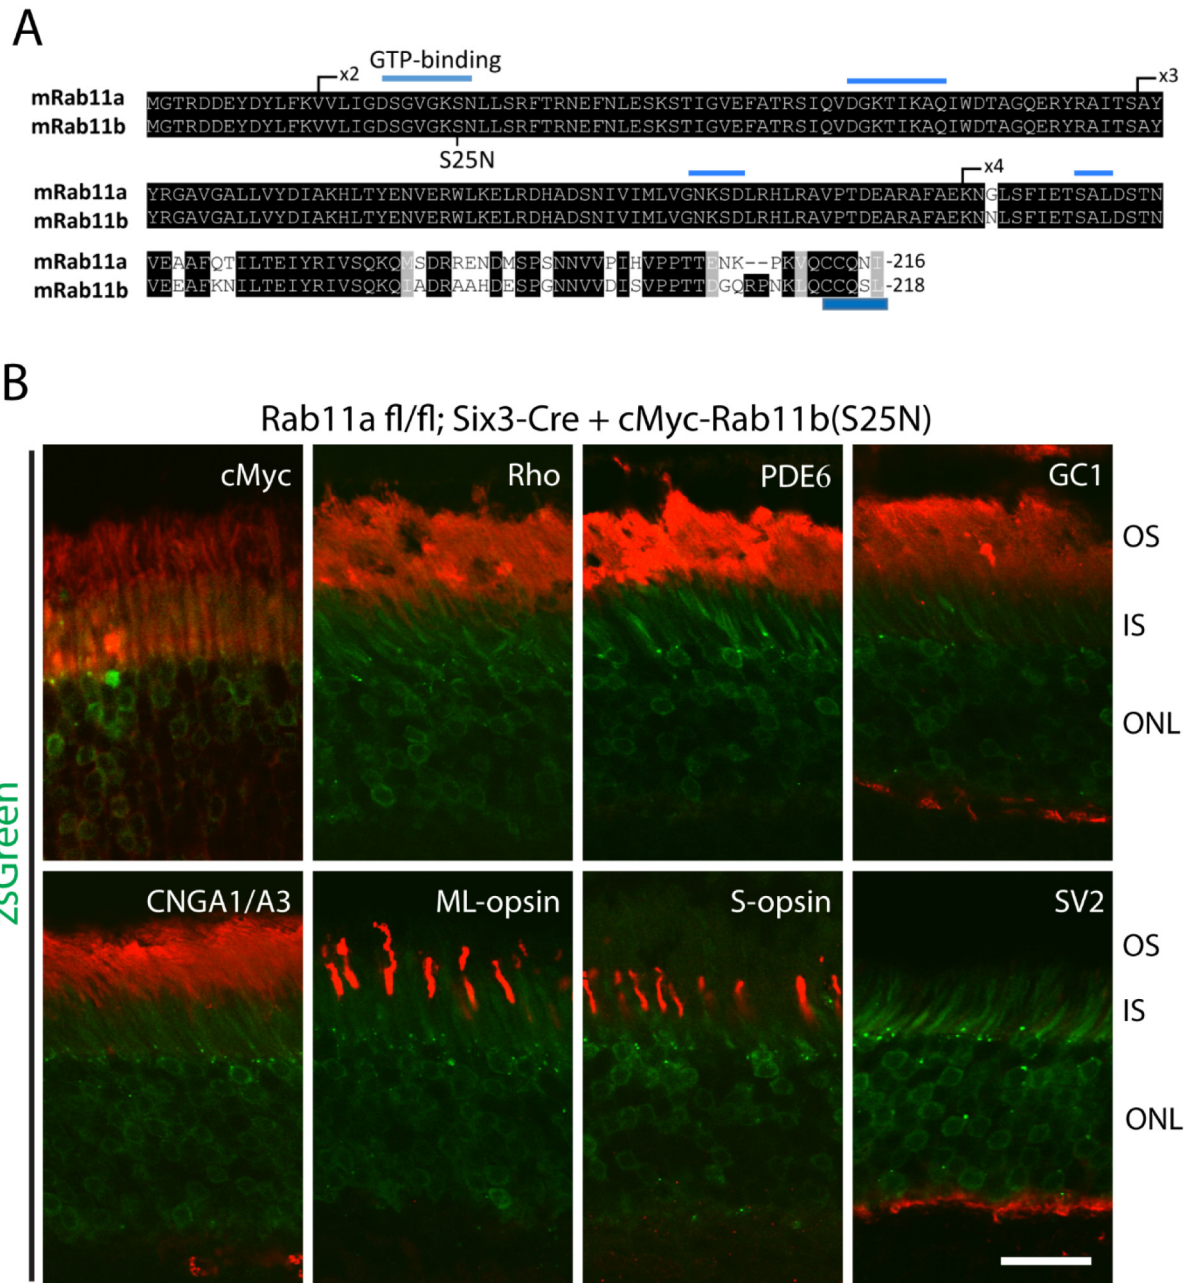 A
GTP-binding
x2
x3
mRab11a MGTRDDEYDYLFKVVLIGDSGVGKSNLLSRFTRNEFNLESKSTIGVEFATRSIQVDGKTIKAQIWDTAGQERYRAITSAY
mRab11b MGTRDDEYDYLFKVVLIGDSGVGKSNLLSRFTRNEFNLESKSTIGVEFATRSIQVDGKTIKAQIWDTAGQERYRAITSAY
S25N
x4
mRab11a YRGAVGALLVYDIAKHLTYENVERWLKELRDHADSNIVIMLVGNKSDLRHLRAVPTDEARAFAEKNGLSFIETSALDSTN
mRab11b YRGAVGALLVYDIAKHLTYENVERWLKELRDHADSNIVIMLVGNKSDLRHLRAVPTDEARAFAEKNNLSFIETSALDSTN
mRab11a VEAAFQTILTEIYRIVSQKQMSDRRENDMSPSNNVVPIHVPPTTENK--PKVQCCQNI -216
mRab11b VEEAFKNILTEIYRIVSQKQIADRAAHDESPGNNVVDISVPPTTDGQRPNKLQCCQSL -218
B
Rab11a fl/fl; Six3-Cre + cMyc-Rab11b(S25N)
cMyc
Rho
PDE6
GC1
OS
IS
ONL
ZsGreen
CNGA1/A3
ML-opsin
S-opsin
SV2
OS
IS
ONL